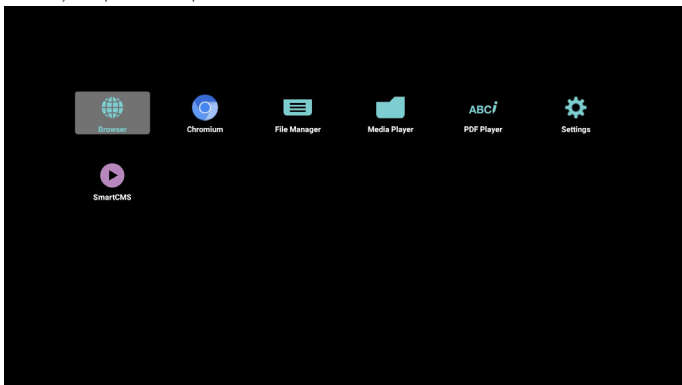 Browser
Chromium
File Manager
Media Player
ABCi
PDF Player
Settings
SmartCMS